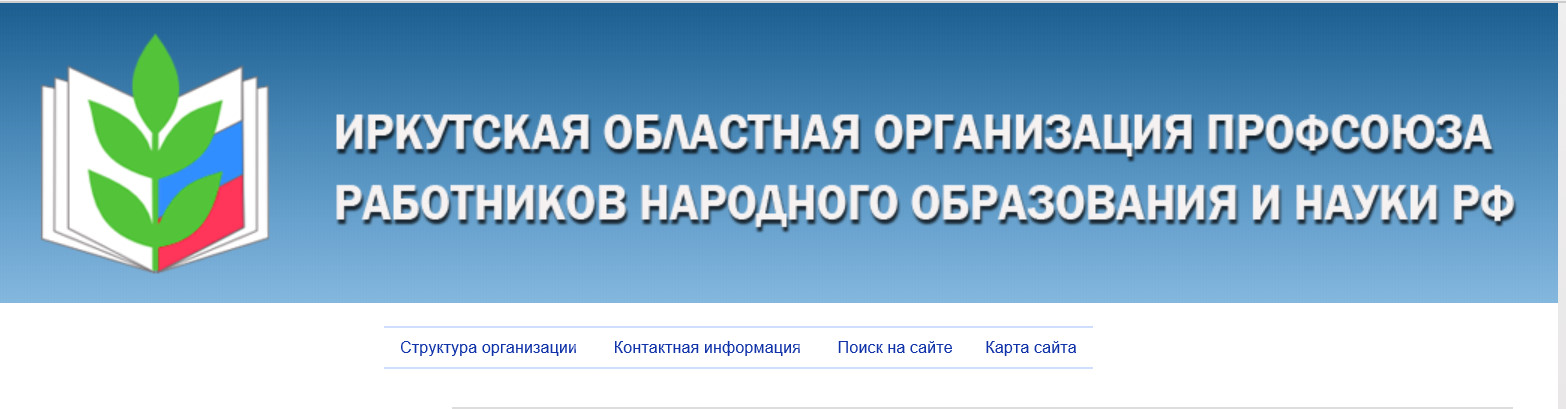 ИРКУТСКАЯ ОБЛАСТНАЯ ОРГАНИЗАЦИЯ ПРОФСОЮЗА
РАБОТНИКОВ НАРОДНОГО ОБРАЗОВАНИЯ И НАУКИ РФ
Структура организации Контактная информация Поиск на сайте Карта сайта